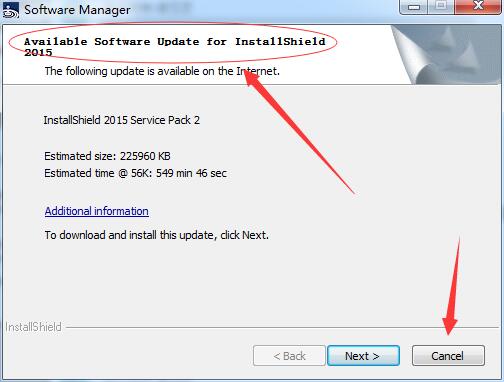 Software Manager
Available Software Update for InstallShield
2015
The following update is available on the Internet.
InstallShield 2015 Service Pack 2
Estimated size: 225960 KB
Estimated time @ 56K: 549 min 46 sec
Additional information
To download and install this update, click Next.
InstallShield
< Back
Next >
Cancel